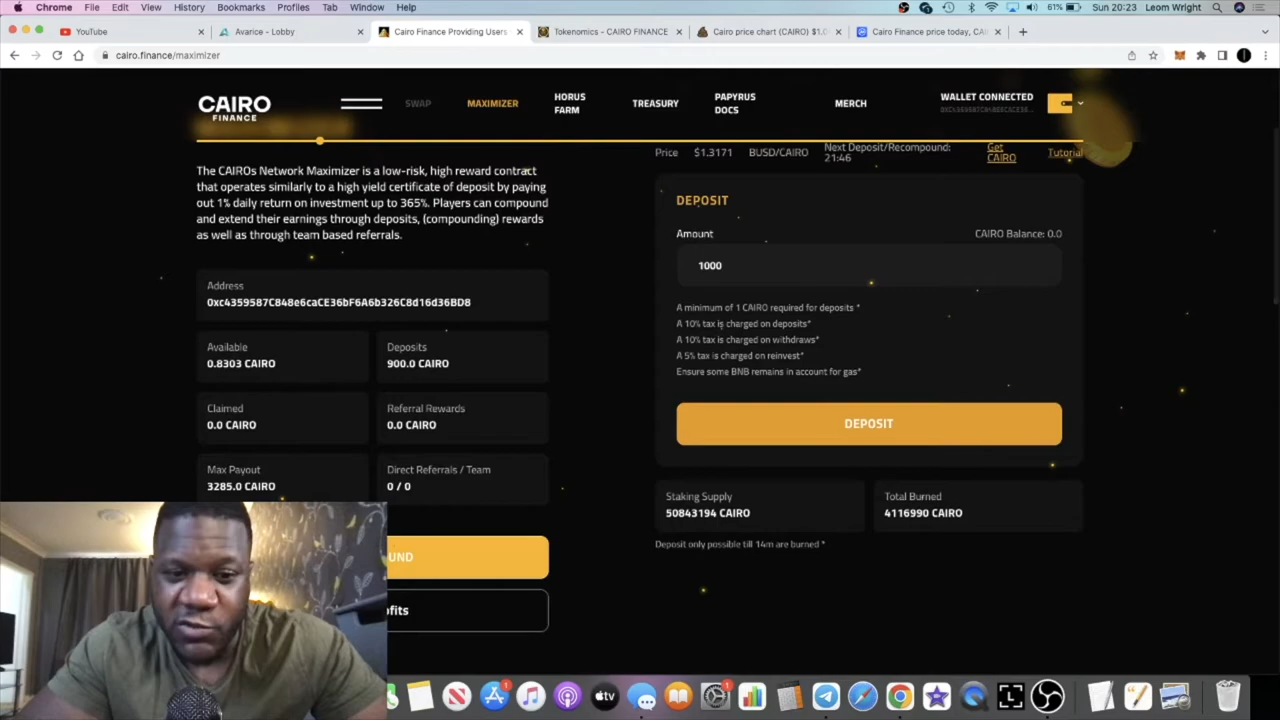 Chrome File Edit View History Bookmarks Profiles Tab Window Help
61% Sun 20:23 Leom Wright
YouTube
Avarice - Lobby
Cairo Finance Providing Users
Tokenomics - CAIRO FINANCE
Cairo price chart (CAIRO) $1.0
Cairo Finance price today, CAI
cairo.finance/maximizer
CAIRO
FINANCE
SWAP
MAXIMIZER
HORUS
FARM
TREASURY
PAPYRUS
DOCS
MERCH
WALLET CONNECTED
Price $1.3171 BUSD/CAIRO
Next Deposit/Recompound:
21:46
Get
CAIRO
Tutorial
The CAIROs Network Maximizer is a low-risk, high reward contract
that operates similarly to a high yield certificate of deposit by paying
out 1% daily return on investment up to 365%. Players can compound
and extend their earnings through deposits, (compounding) rewards
as well as through team based referrals.
Address
0xc4359587C848e6caCE36bF6A6b326C8d16d36BD8
Available
0.8303 CAIRO
Deposits
900.0 CAIRO
Claimed
0.0 CAIRO
Referral Rewards
0.0 CAIRO
Max Payout
3285.0 CAIRO
Direct Referrals / Team
0 / 0
UND
ofits
DEPOSIT
Amount CAIRO Balance: 0.0
1000
A minimum of 1 CAIRO required for deposits *
A 10% tax is charged on deposits*
A 10% tax is charged on withdraws*
A 5% tax is charged on reinvest*
Ensure some BNB remains in account for gas*
DEPOSIT
Staking Supply
50843194 CAIRO
Total Burned
4116990 CAIRO
Deposit only possible till 14m are burned *
tv